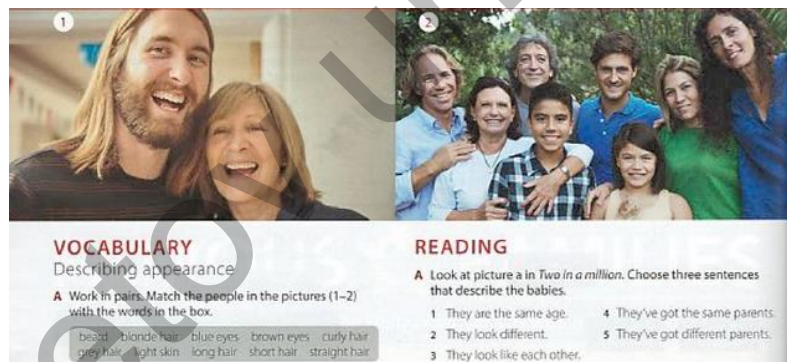 1
2
VOCABULARY
Describing appearance
A Work in pairs. Match the people in the pictures (1–2)
with the words in the box.
beard blonde hair blue eyes brown eyes curly hair
grey hair light skin long hair short hair straight hair
READING
A Look at picture a in Two in a million. Choose three sentences
that describe the babies.
1 They are the same age.
2 They look different.
3 They look like each other.
4 They've got the same parents.
5 They've got different parents.